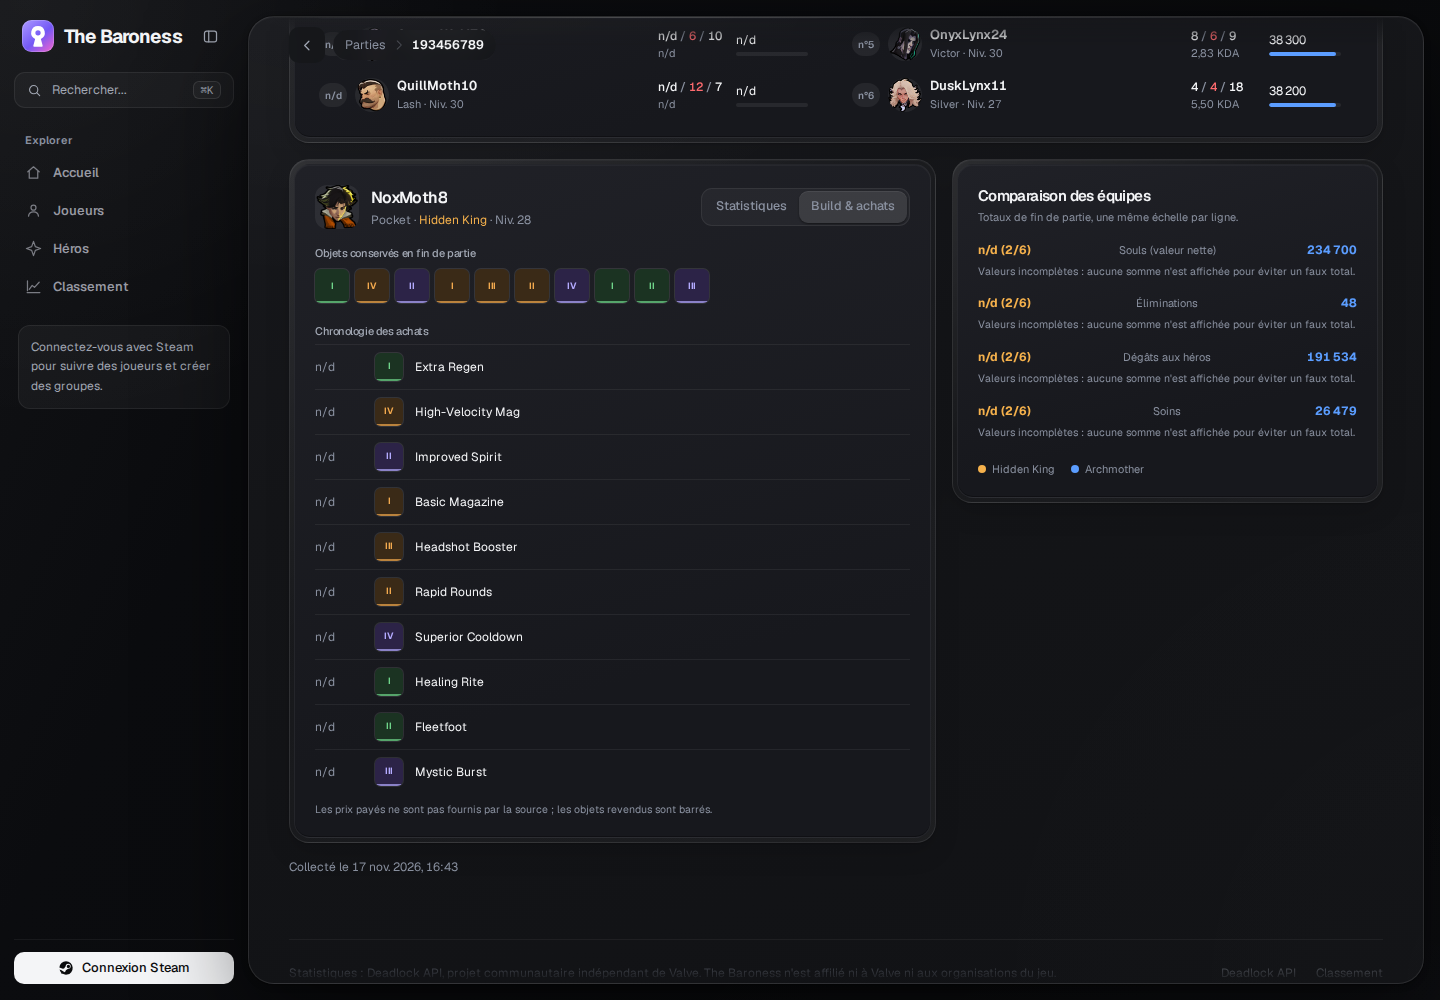 The Baroness
Rechercher...
⌘K
Explorer
Accueil
Joueurs
Héros
Classement
Connectez-vous avec Steam
pour suivre des joueurs et créer
des groupes.
Connexion Steam
Parties
193456789
n/d / 6 / 10
n/d
n/d
n°5
OnyxLynx24
Victor · Niv. 30
8 / 6 / 9
2,83 KDA
38 300
n/d
QuillMoth10
Lash · Niv. 30
n/d / 12 / 7
n/d
n/d
n°6
DuskLynx11
Silver · Niv. 27
4 / 4 / 18
5,50 KDA
38 200
NoxMoth8
Pocket · Hidden King · Niv. 28
Statistiques
Build & achats
Objets conservés en fin de partie
I IV II I III II IV I II III
Chronologie des achats
n/d I Extra Regen
n/d IV High-Velocity Mag
n/d II Improved Spirit
n/d I Basic Magazine
n/d III Headshot Booster
n/d II Rapid Rounds
n/d IV Superior Cooldown
n/d I Healing Rite
n/d II Fleetfoot
n/d III Mystic Burst
Les prix payés ne sont pas fournis par la source ; les objets revendus sont barrés.
Comparaison des équipes
Totaux de fin de partie, une même échelle par ligne.
n/d (2/6) Souls (valeur nette) 234 700
Valeurs incomplètes : aucune somme n'est affichée pour éviter un faux total.
n/d (2/6) Éliminations 48
Valeurs incomplètes : aucune somme n'est affichée pour éviter un faux total.
n/d (2/6) Dégâts aux héros 191 534
Valeurs incomplètes : aucune somme n'est affichée pour éviter un faux total.
n/d (2/6) Soins 26 479
Valeurs incomplètes : aucune somme n'est affichée pour éviter un faux total.
Hidden King
Archmother
Collecté le 17 nov. 2026, 16:43
Statistiques : Deadlock API, projet communautaire indépendant de Valve. The Baroness n'est affilié ni à Valve ni aux organisations du jeu.
Deadlock API
Classement